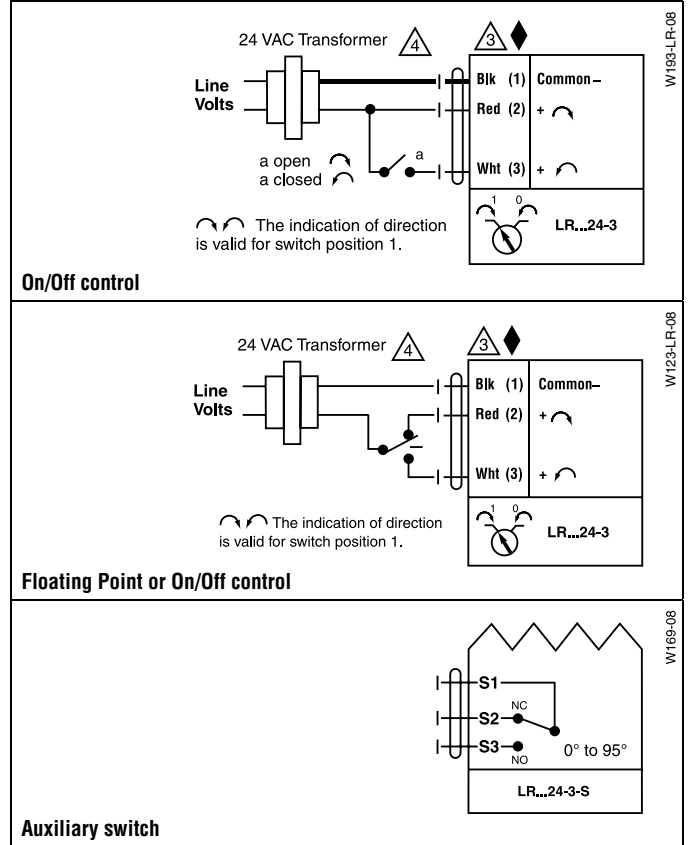 W193-LR-08
24 VAC Transformer
4
3
Line
Volts
Blk (1) Common–
Red (2) +
a open
a closed
a
Wht (3) +
The indication of direction
is valid for switch position 1.
1 0
LR...24-3
On/Off control
W123-LR-08
24 VAC Transformer
4
3
Line
Volts
Blk (1) Common–
Red (2) +
Wht (3) +
The indication of direction
is valid for switch position 1.
1 0
LR...24-3
Floating Point or On/Off control
W169-08
S1
S2
NC
S3
NO
0° to 95°
LR...24-3-S
Auxiliary switch